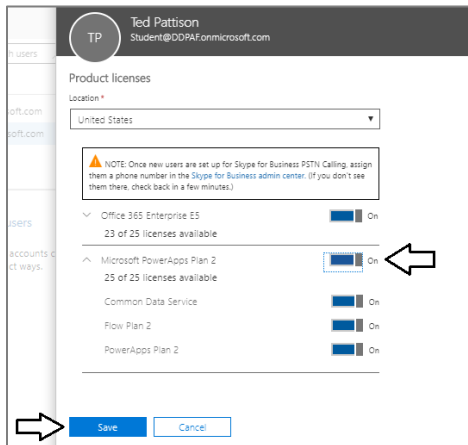 Ted Pattison
TP
Student@DDPAF.onmicrosoft.com
n users
oft.com
soft.com
users
accounts c
ct ways.
Product licenses
Location *
United States
NOTE: Once new users are set up for Skype for Business PSTN Calling, assign
them a phone number in the Skype for Business admin center. (If you don't see
them there, check back in a few minutes.)
Office 365 Enterprise E5 On
23 of 25 licenses available
Microsoft PowerApps Plan 2 On
25 of 25 licenses available
Common Data Service On
Flow Plan 2 On
PowerApps Plan 2 On
Save Cancel